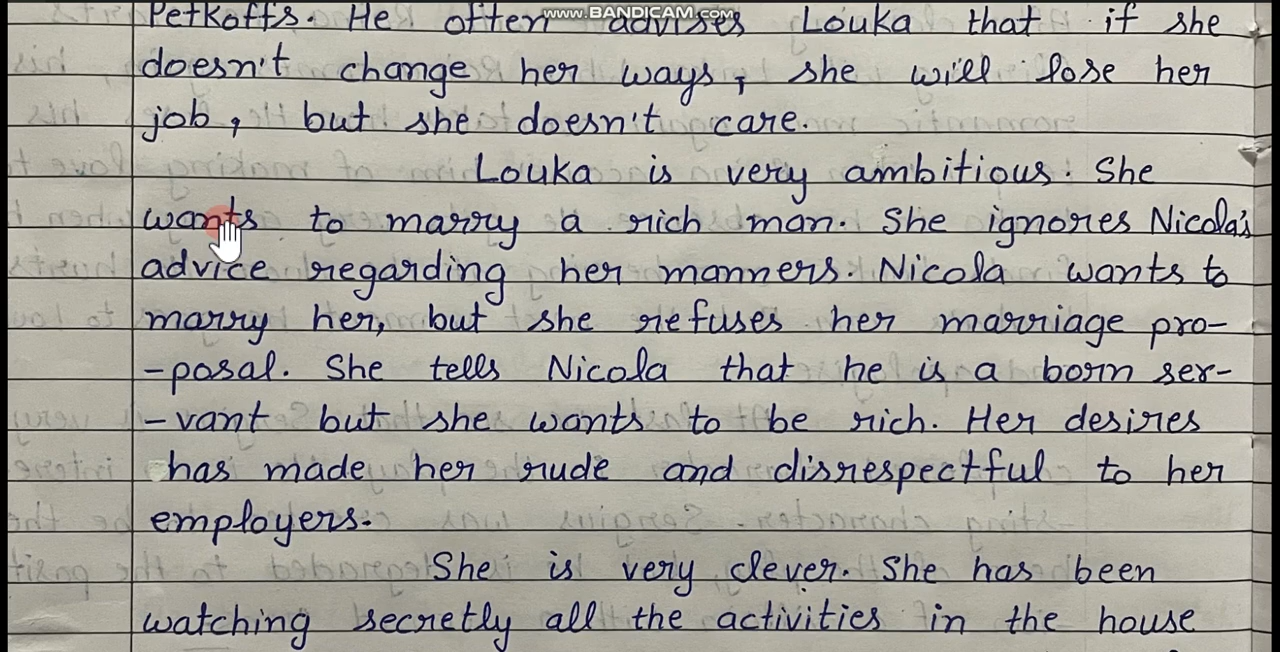 www.BANDICAM.com
Petkoffs. He often advises Louka that if she
doesn't change her ways, she will lose her
job, but she doesn't care.
Louka is very ambitious. She
wants to marry a rich man. She ignores Nicola's
advice regarding her manners. Nicola wants to
marry her, but she refuses her marriage pro-
-posal. She tells Nicola that he is a born ser-
-vant but she wants to be rich. Her desires
has made her rude and disrespectful to her
employers.
She is very clever. She has been
watching secretly all the activities in the house